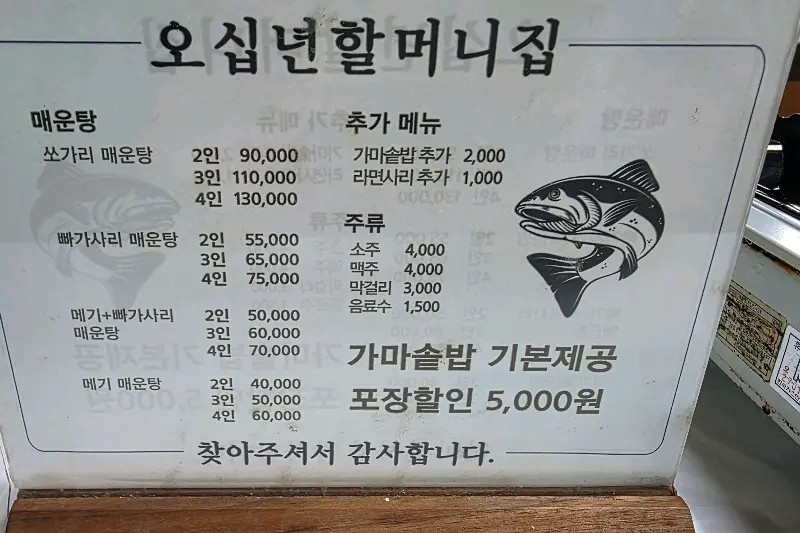 오십년할머니집
매운탕
쏘가리 매운탕 2인 90,000
3인 110,000
4인 130,000
빠가사리 매운탕 2인 55,000
3인 65,000
4인 75,000
메기+빠가사리 2인 50,000
매운탕 3인 60,000
4인 70,000
메기 매운탕 2인 40,000
3인 50,000
4인 60,000
추가 메뉴
가마솥밥 추가 2,000
라면사리 추가 1,000
주류
소주 4,000
맥주 4,000
막걸리 3,000
음료수 1,500
가마솥밥 기본제공
포장할인 5,000원
찾아주셔서 감사합니다.